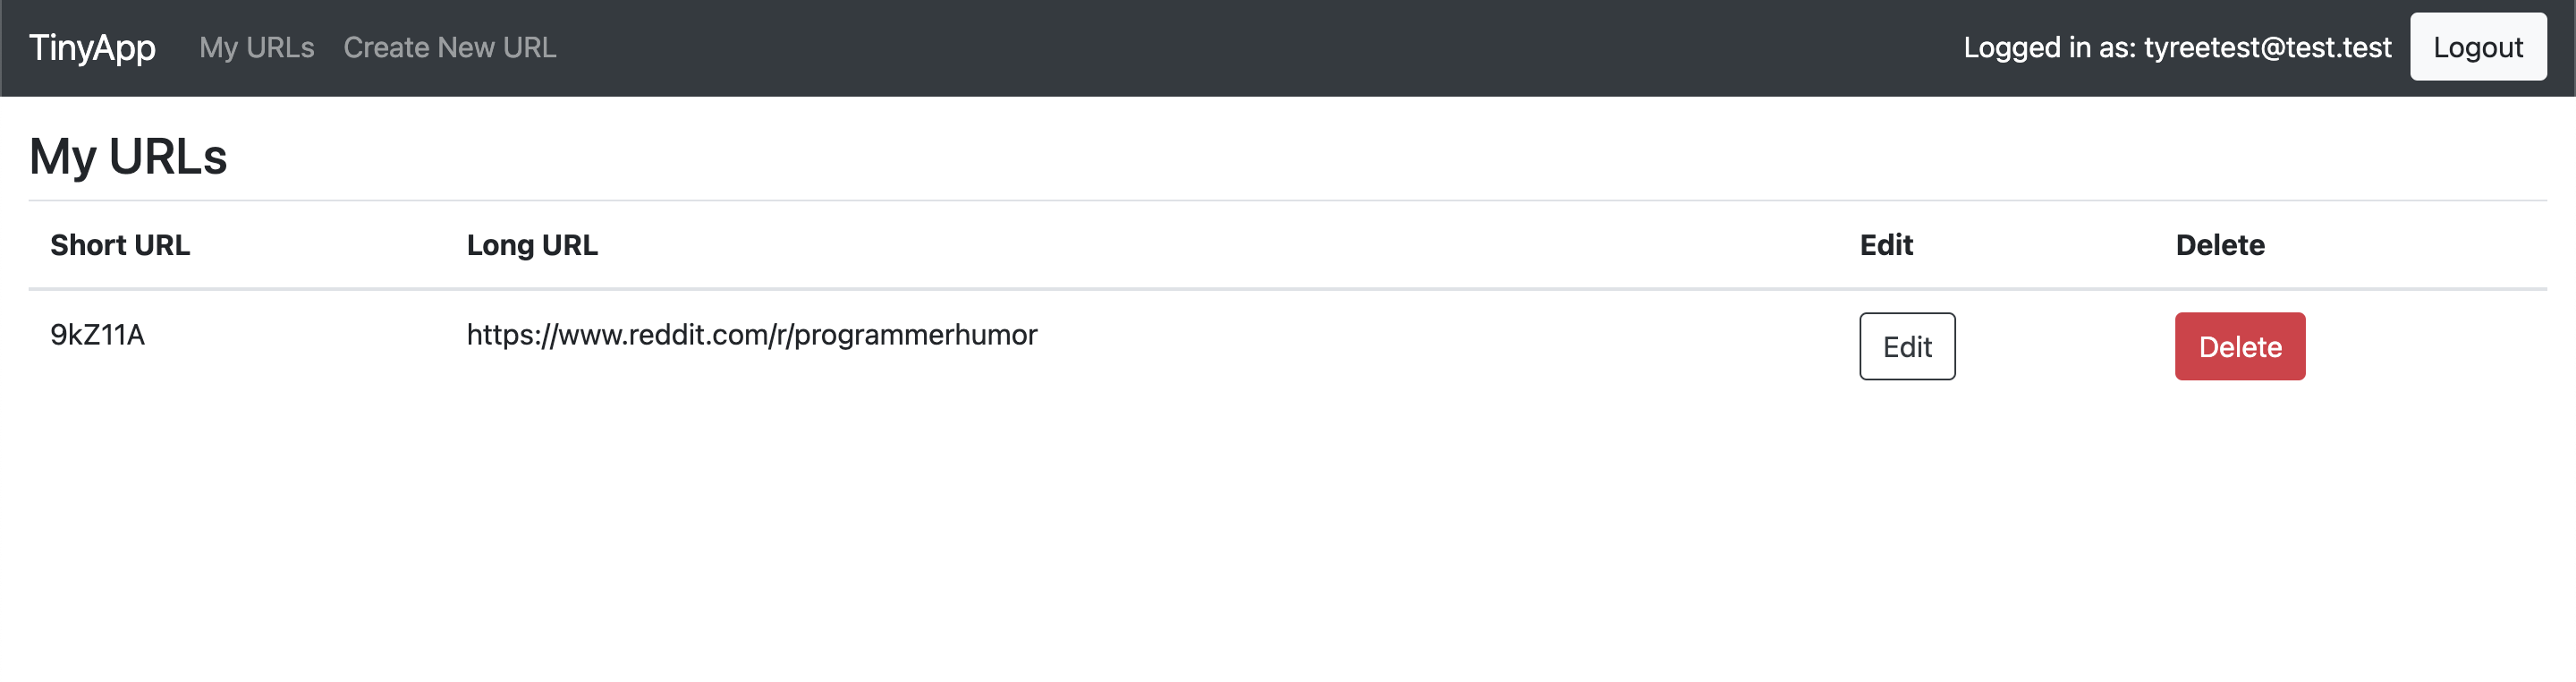 TinyApp My URLs Create New URL Logged in as: tyreetest@test.test Logout
My URLs
Short URL Long URL Edit Delete
9kZ11A https://www.reddit.com/r/programmerhumor Edit Delete